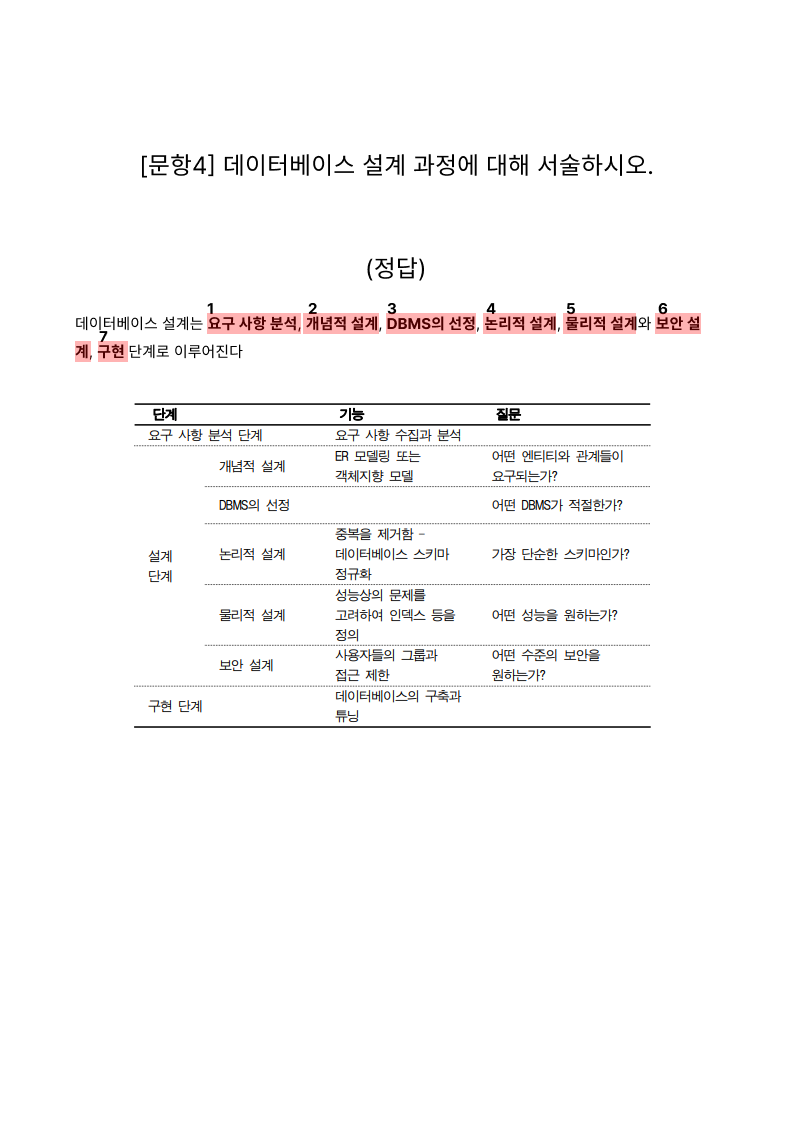 [문항4] 데이터베이스 설계 과정에 대해 서술하시오.
(정답)
1 2 3 4 5 6
데이터베이스 설계는 요구 사항 분석, 개념적 설계, DBMS의 선정, 논리적 설계, 물리적 설계와 보안 설
7
계, 구현 단계로 이루어진다
단계 기능 질문
요구 사항 분석 단계 요구 사항 수집과 분석
설계
단계
개념적 설계
ER 모델링 또는
객체지향 모델
어떤 엔티티와 관계들이
요구되는가?
DBMS의 선정 어떤 DBMS가 적절한가?
논리적 설계
중복을 제거함 -
데이터베이스 스키마
정규화
가장 단순한 스키마인가?
물리적 설계
성능상의 문제를
고려하여 인덱스 등을
정의
어떤 성능을 원하는가?
보안 설계
사용자들의 그룹과
접근 제한
어떤 수준의 보안을
원하는가?
구현 단계
데이터베이스의 구축과
튜닝